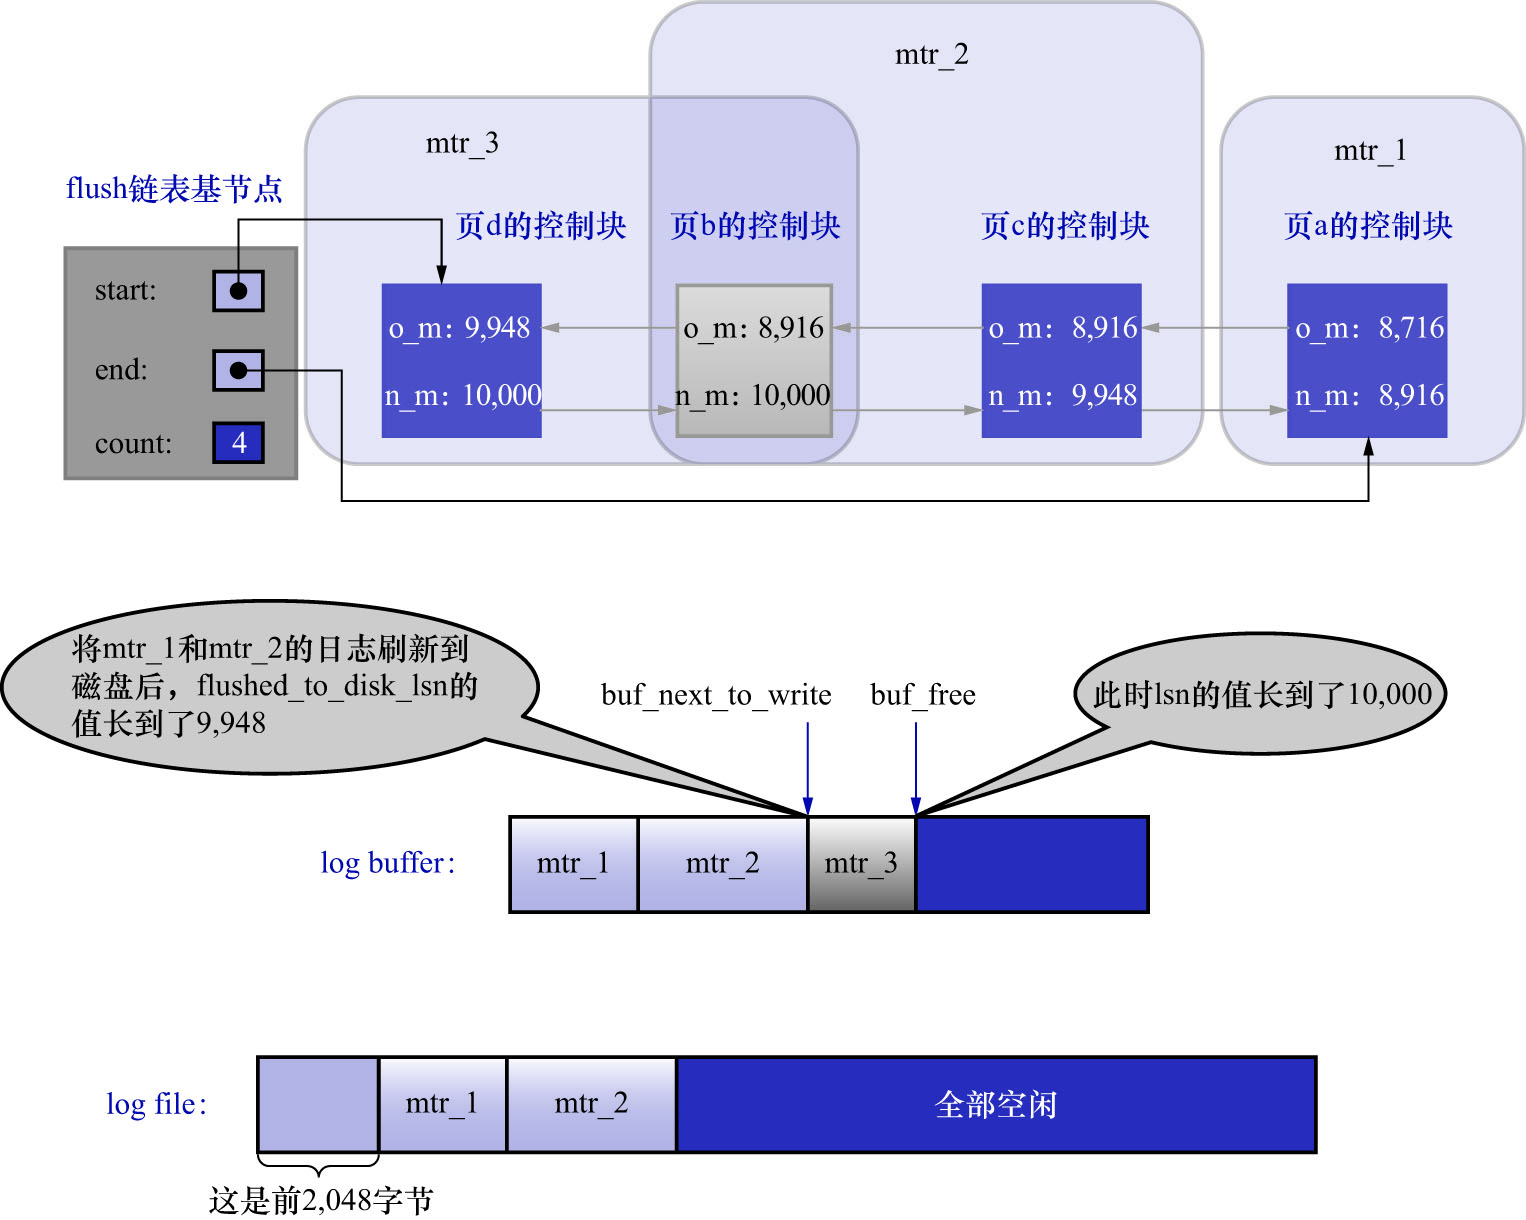 mtr_2
mtr_3
mtr_1
flush链表基节点
页d的控制块
页b的控制块
页c的控制块
页a的控制块
start:
o_m：9,948
o_m：8,916
o_m：8,916
o_m：8,716
end:
n_m：10,000
n_m：10,000
n_m：9,948
n_m：8,916
count:
4
将mtr_1和mtr_2的日志刷新到
磁盘后，flushed_to_disk_lsn的
值长到了9,948
buf_next_to_write
buf_free
此时lsn的值长到了10,000
log buffer：
mtr_1
mtr_2
mtr_3
log file：
mtr_1
mtr_2
全部空闲
这是前2,048字节